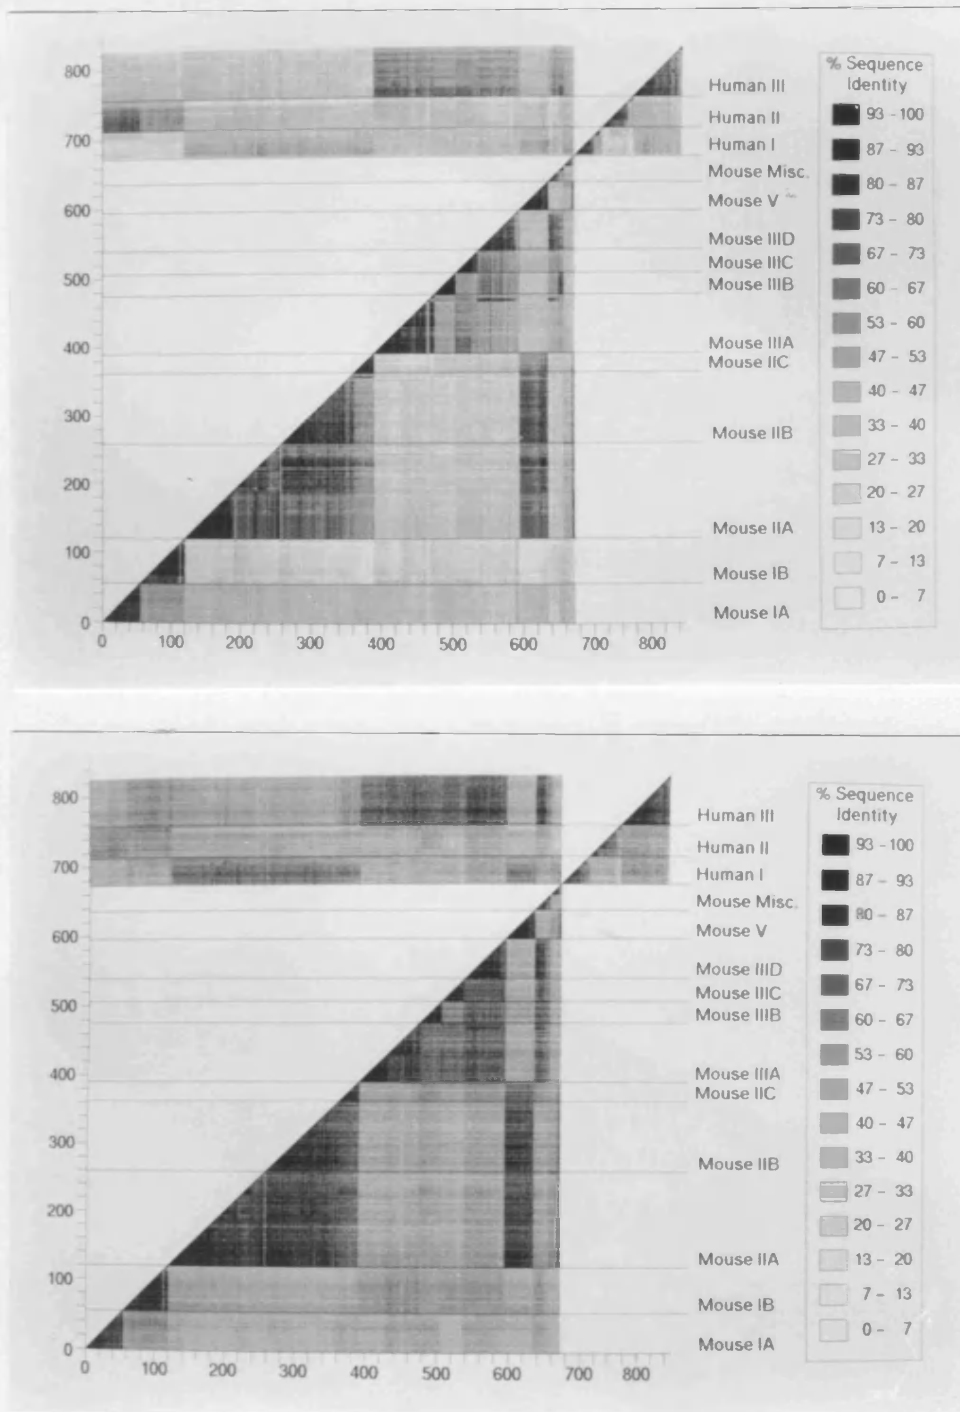 % Sequence
Identity
800
Human III
93 - 100
Human II
700
Human I
87 - 93
Mouse Misc.
80 - 87
600
Mouse V
73 - 80
Mouse IIID
67 - 73
500
Mouse IIIC
Mouse IIIB
60 - 67
53 - 60
400
Mouse IIIA
47 - 53
Mouse IIC
40 - 47
300
Mouse IIB
33 - 40
27 - 33
200
20 - 27
Mouse IIA
13 - 20
100
Mouse IB
7 - 13
0 - 7
0
Mouse IA
0 100 200 300 400 500 600 700 800
% Sequence
Identity
800
Human III
93 - 100
Human II
700
Human I
87 - 93
Mouse Misc.
80 - 87
600
Mouse V
73 - 80
Mouse IIID
67 - 73
500
Mouse IIIC
Mouse IIIB
60 - 67
53 - 60
400
Mouse IIIA
47 - 53
Mouse IIC
40 - 47
300
Mouse IIB
33 - 40
27 - 33
200
20 - 27
Mouse IIA
13 - 20
100
Mouse IB
7 - 13
0 - 7
0
Mouse IA
0 100 200 300 400 500 600 700 800